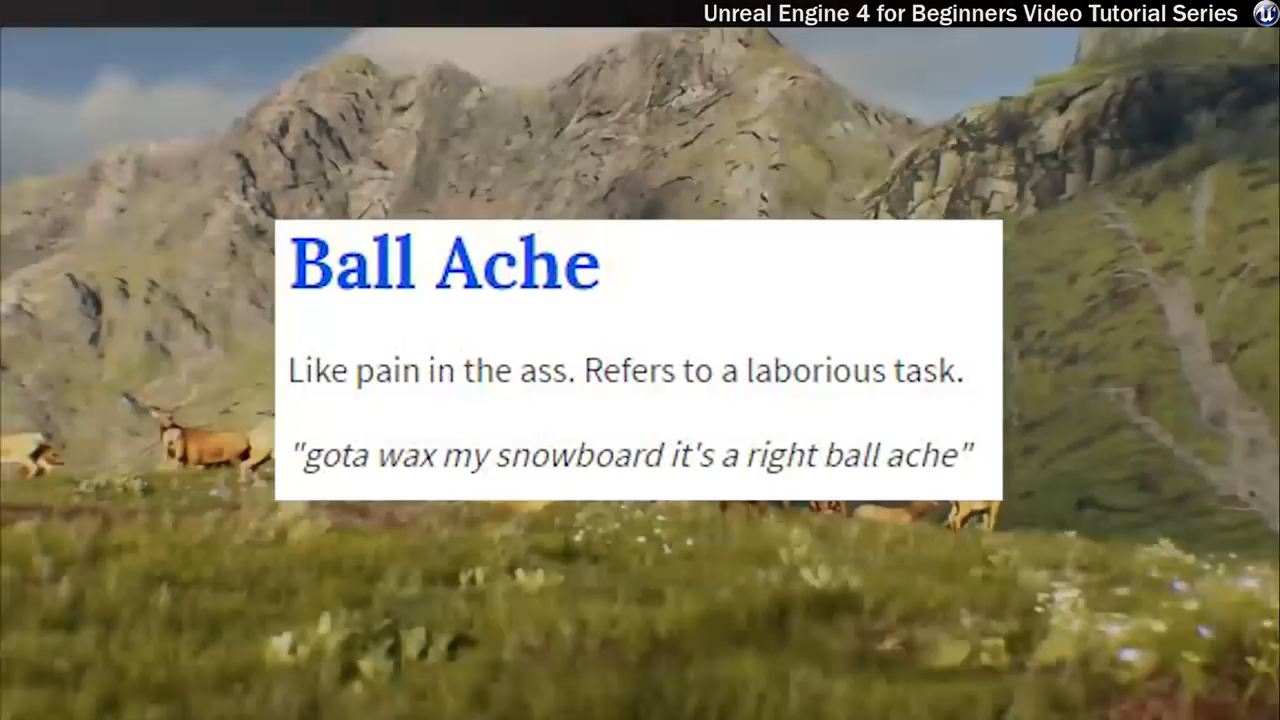 Unreal Engine 4 for Beginners Video Tutorial Series
Ball Ache
Like pain in the ass. Refers to a laborious task.
"gota wax my snowboard it's a right ball ache"